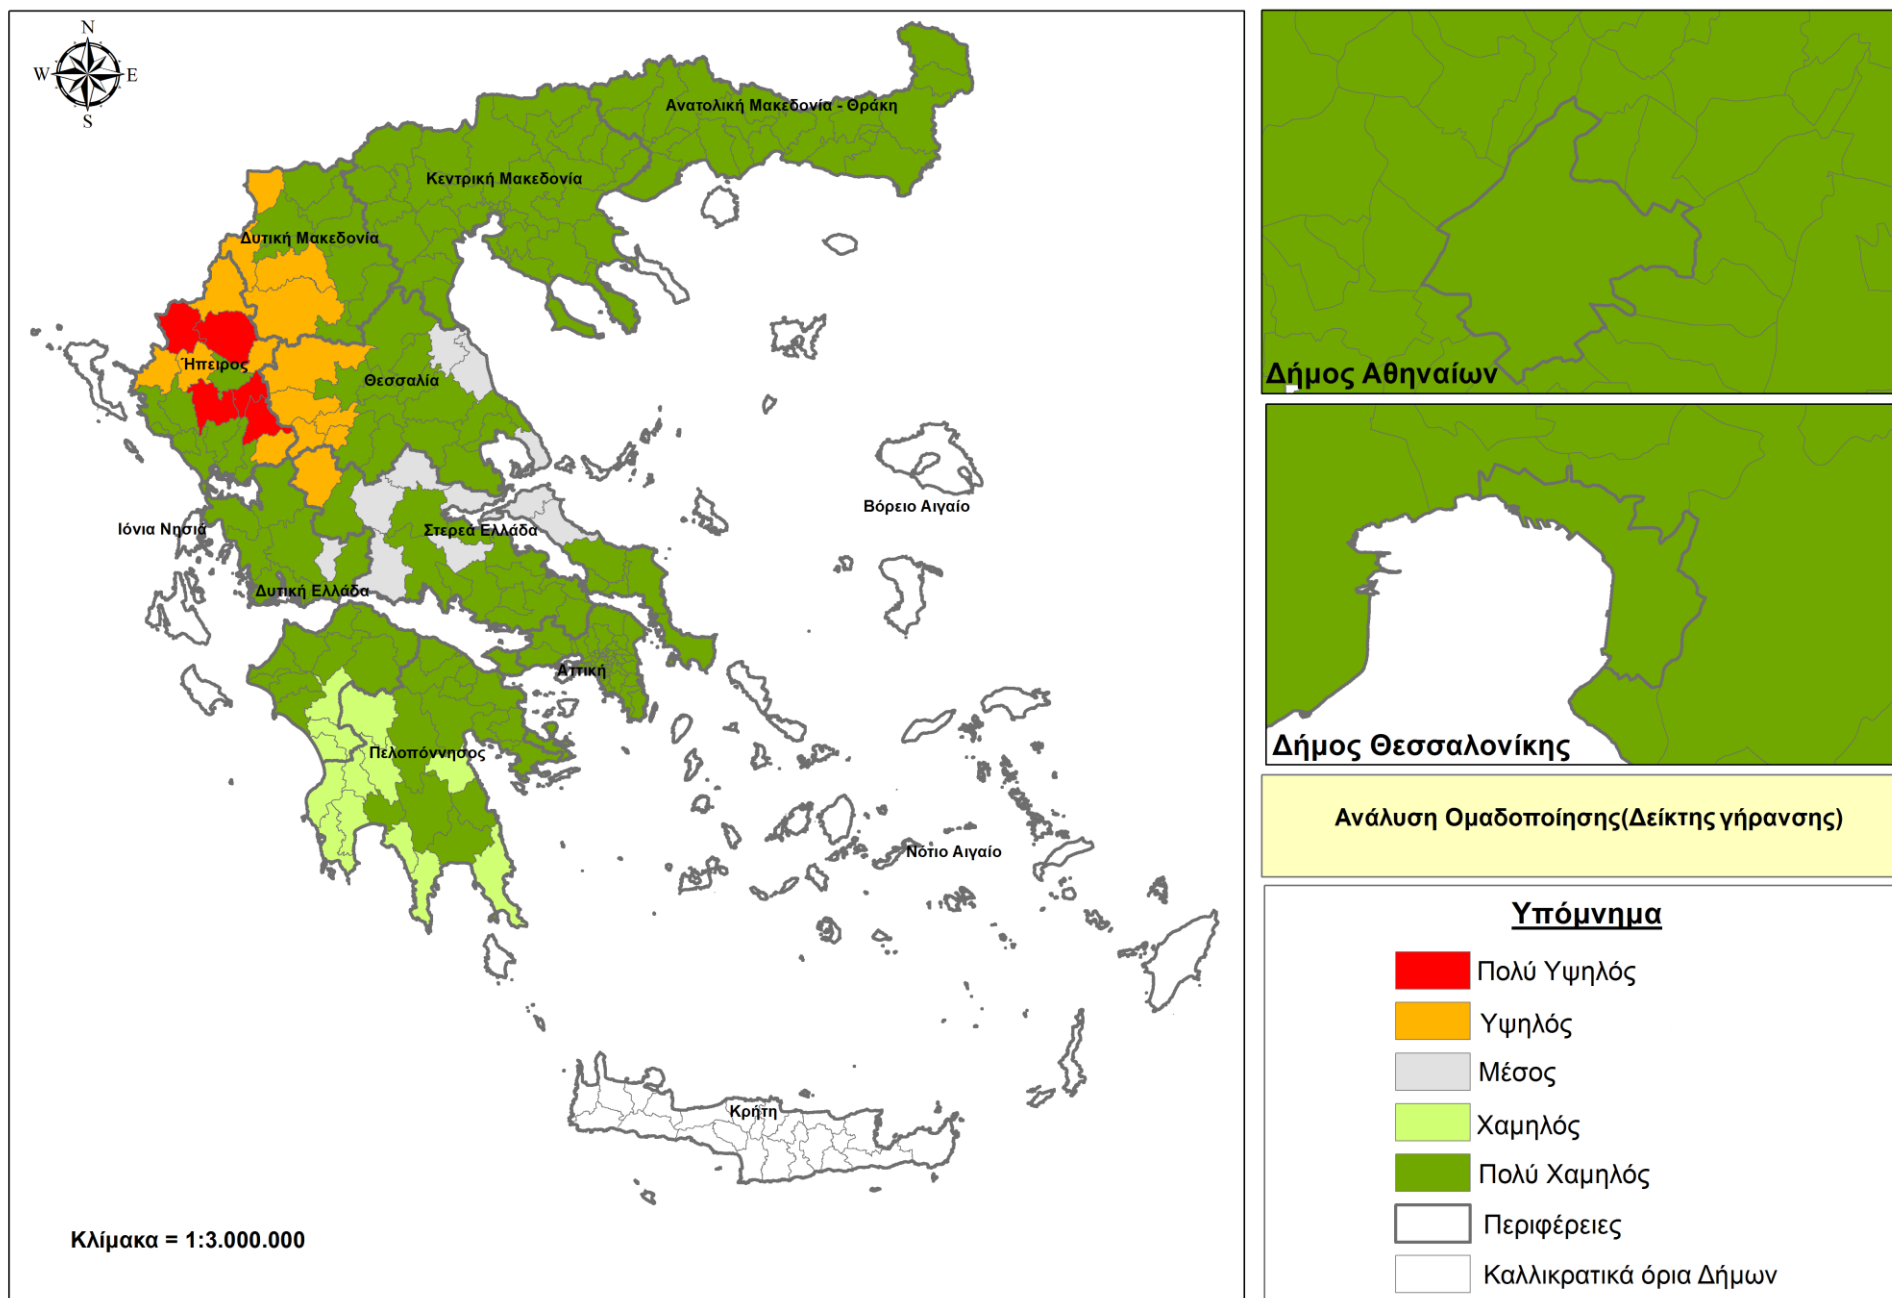 N
W E
S
Ανατολική Μακεδονία - Θράκη
Κεντρική Μακεδονία
Δυτική Μακεδονία
Ήπειρος
Θεσσαλία
Βόρειο Αιγαίο
Ιόνια Νησιά
Στερεά Ελλάδα
Δυτική Ελλάδα
Αττική
Πελοπόννησος
Νότιο Αιγαίο
Κρήτη
Κλίμακα = 1:3.000.000
Δήμος Αθηναίων
Δήμος Θεσσαλονίκης
Ανάλυση Ομαδοποίησης(Δείκτης γήρανσης)
Υπόμνημα
Πολύ Υψηλός
Υψηλός
Μέσος
Χαμηλός
Πολύ Χαμηλός
Περιφέρειες
Καλλικρατικά όρια Δήμων